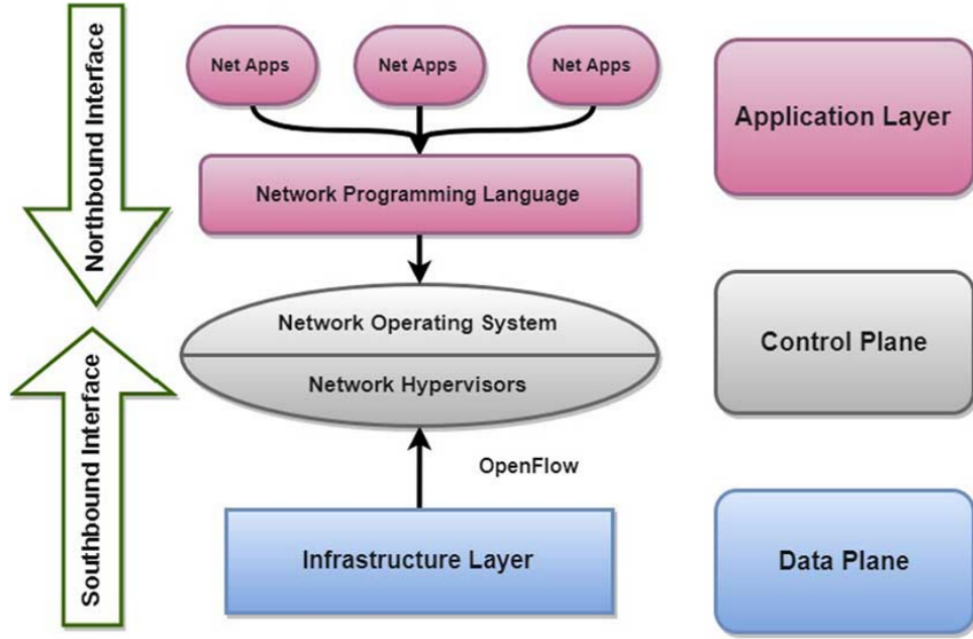 Northbound Interface
Net Apps
Net Apps
Net Apps
Application Layer
Network Programming Language
Network Operating System
Network Hypervisors
Control Plane
Southbound Interface
OpenFlow
Infrastructure Layer
Data Plane